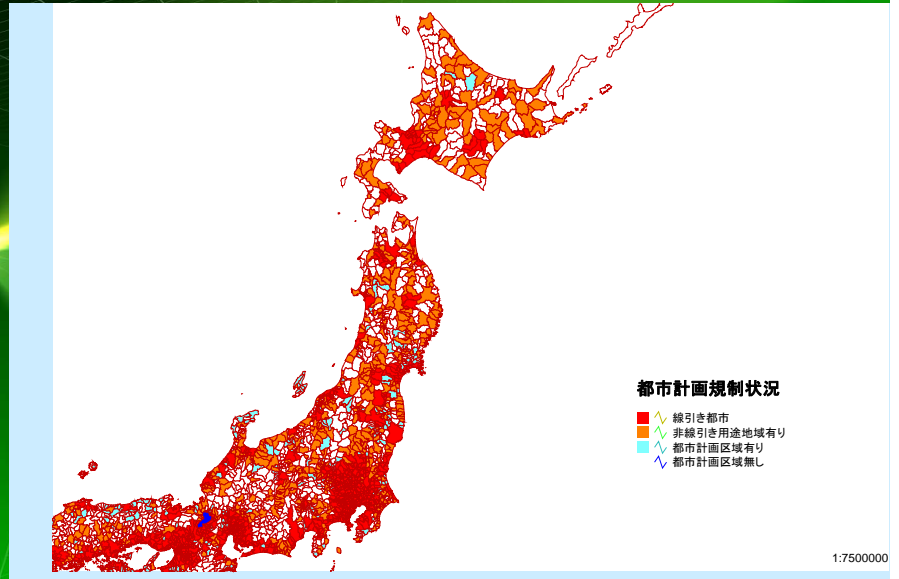 都市計画規制状況
線引き都市
非線引き用途地域有り
都市計画区域有り
都市計画区域無し
1:7500000